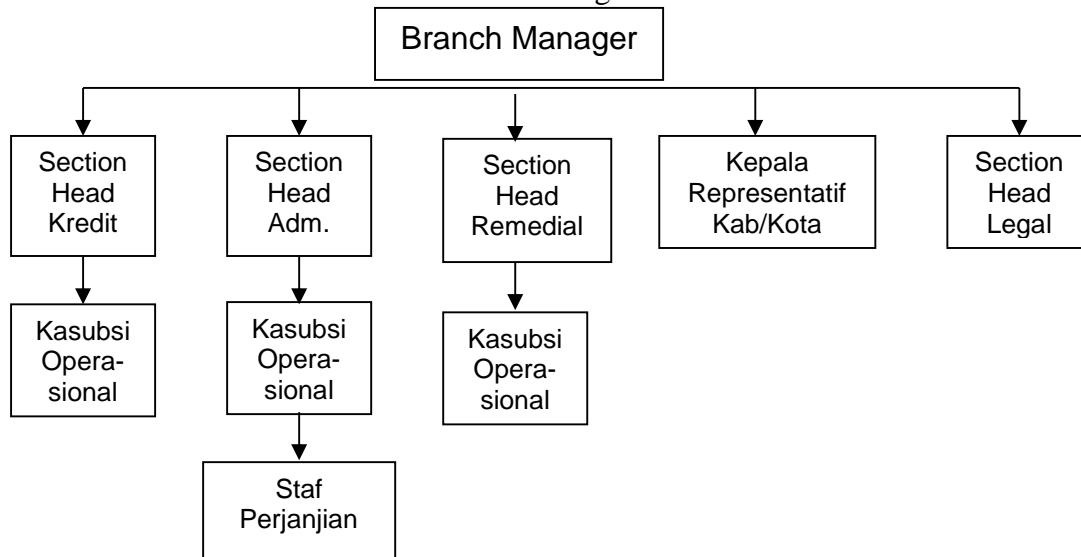 Branch Manager
Section
Head
Kredit
Section
Head
Adm.
Section
Head
Remedial
Kepala
Representatif
Kab/Kota
Section
Head
Legal
Kasubsi
Opera-
sional
Kasubsi
Opera-
sional
Kasubsi
Opera-
sional
Staf
Perjanjian